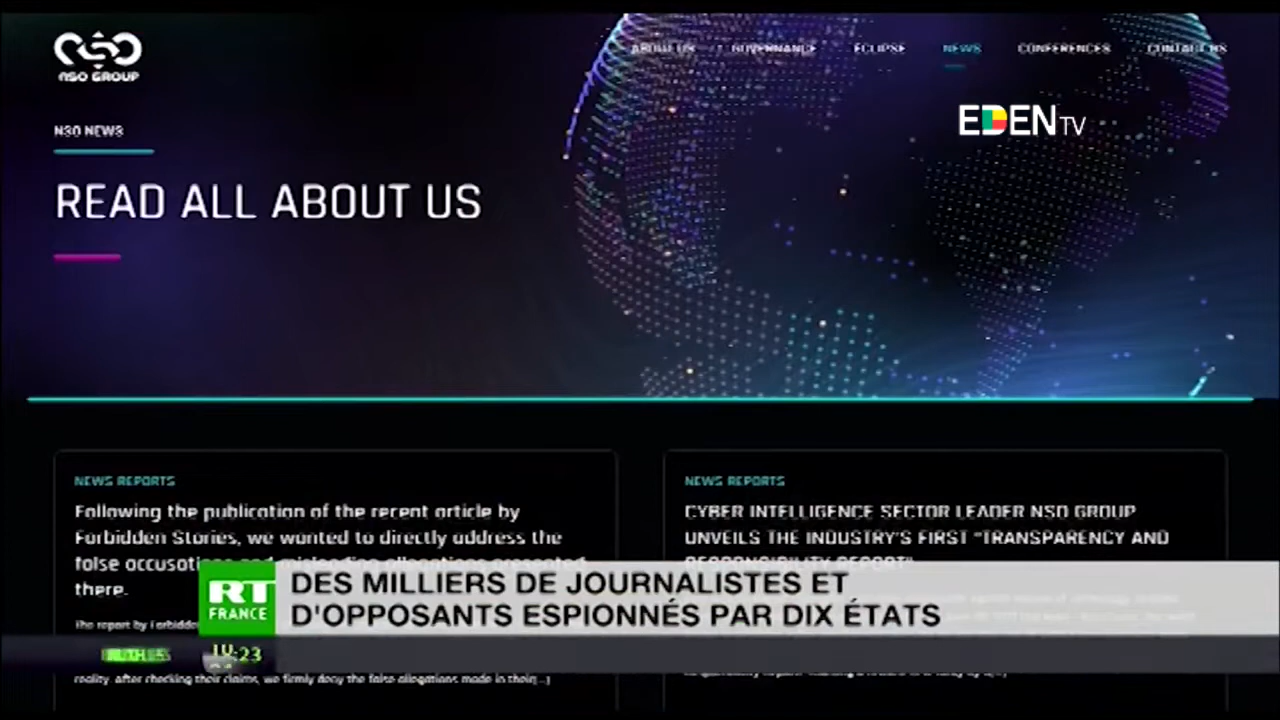 NSO GROUP
ABOUT US GOVERNANCE ECLIPSE NEWS CONFERENCES CONTACT US
EDENTV
NSO NEWS
READ ALL ABOUT US
NEWS REPORTS
Following the publication of the recent article by
Forbidden Stories, we wanted to directly address the
false accusations and misleading allegations presented
there.
The report by Forbidden
reality. after checking their claims, we firmly deny the false allegations made in their[...]
NEWS REPORTS
CYBER INTELLIGENCE SECTOR LEADER NSO GROUP
UNVEILS THE INDUSTRY'S FIRST "TRANSPARENCY AND
RESPONSIBILITY REPORT"
RT
FRANCE
DES MILLIERS DE JOURNALISTES ET
D'OPPOSANTS ESPIONNÉS PAR DIX ÉTATS